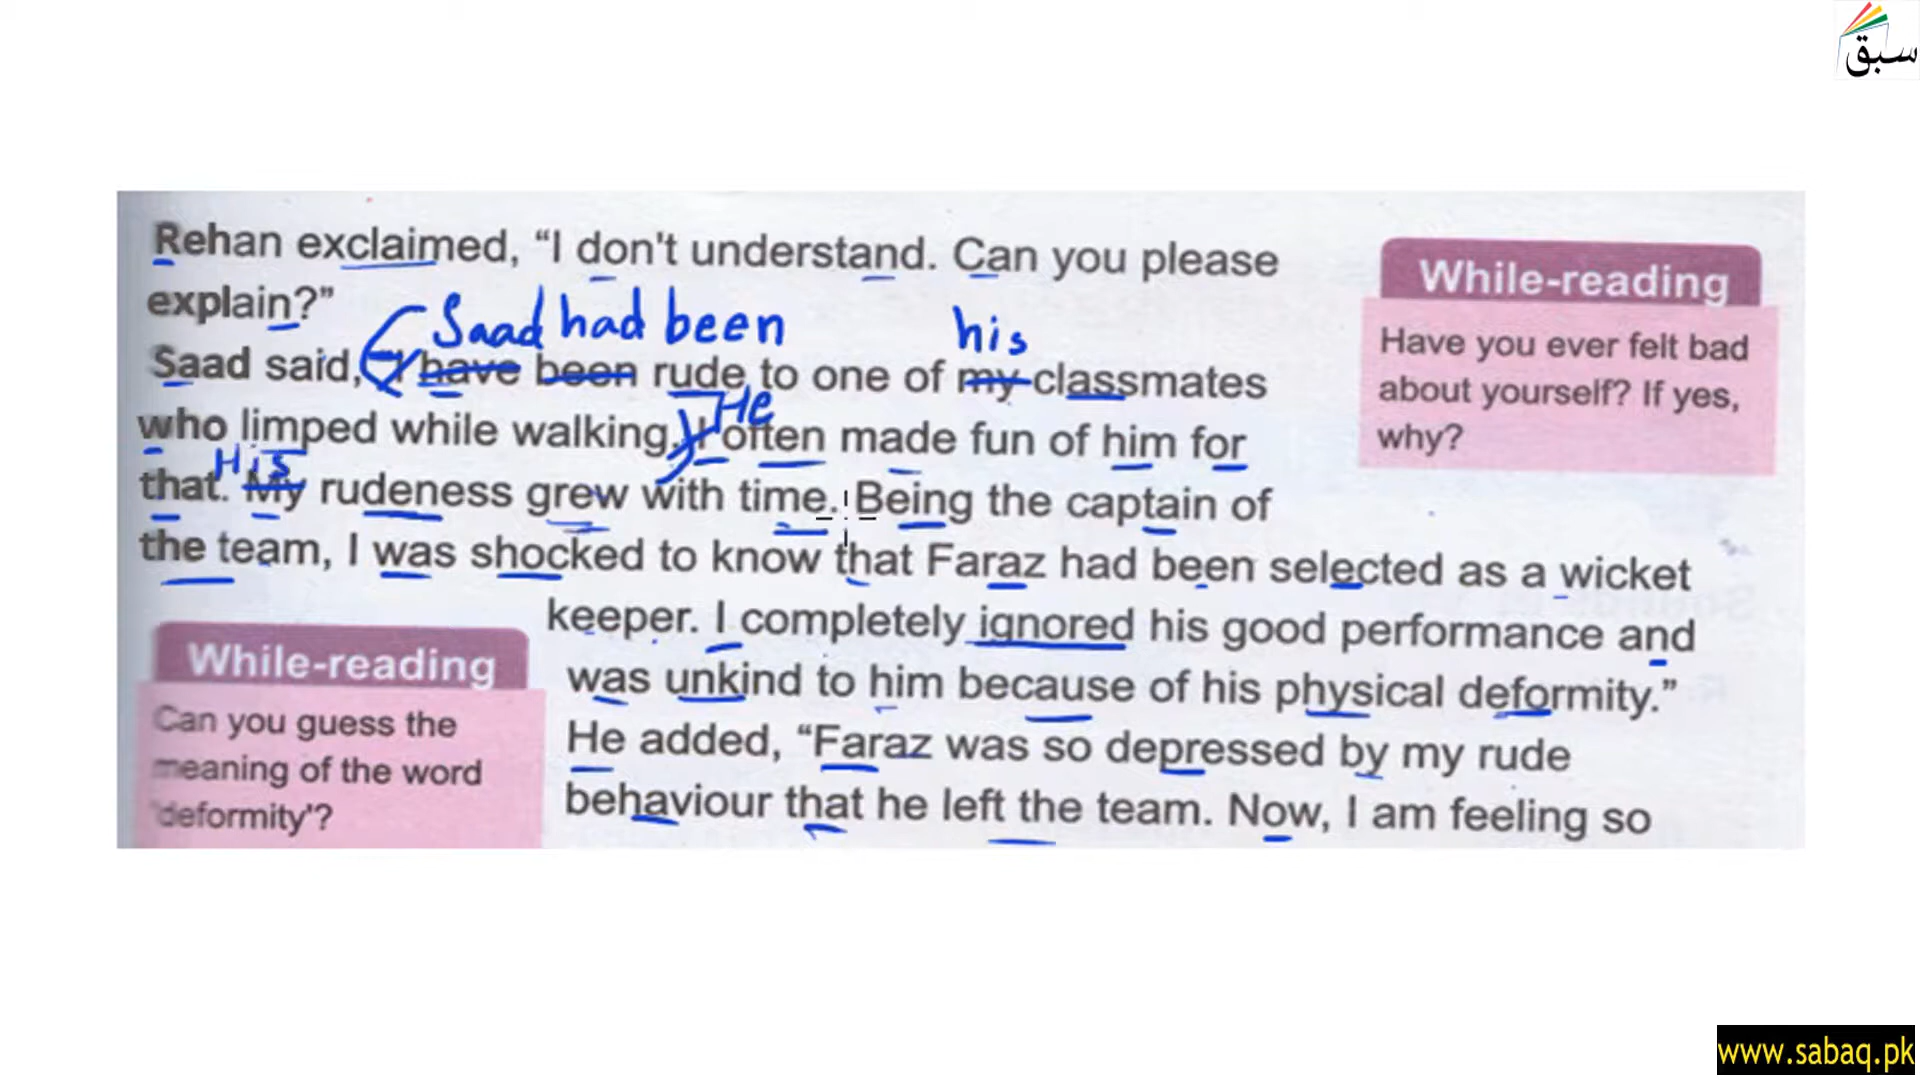 سبق
Rehan exclaimed, “I don't understand. Can you please
explain?”
Saad had been his
Saad said, “I have been rude to one of my classmates
He
who limped while walking. I often made fun of him for
His
that. My rudeness grew with time. Being the captain of
the team, I was shocked to know that Faraz had been selected as a wicket
keeper. I completely ignored his good performance and
was unkind to him because of his physical deformity.”
He added, “Faraz was so depressed by my rude
behaviour that he left the team. Now, I am feeling so
While-reading
Have you ever felt bad
about yourself? If yes,
why?
While-reading
Can you guess the
meaning of the word
'deformity'?
www.sabaq.pk